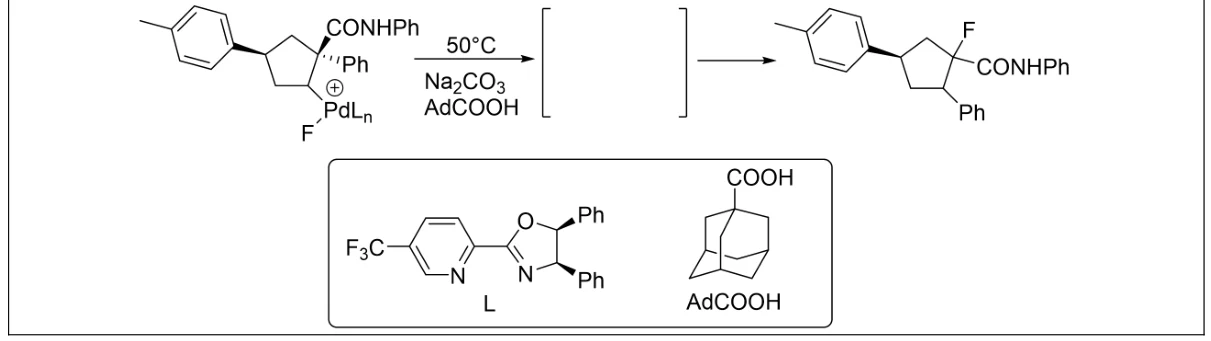 CONHPh
Ph
⊕
PdLn
F
50°C
Na2CO3
AdCOOH
F
CONHPh
Ph
COOH
F3C
N
O
N
Ph
Ph
L
AdCOOH